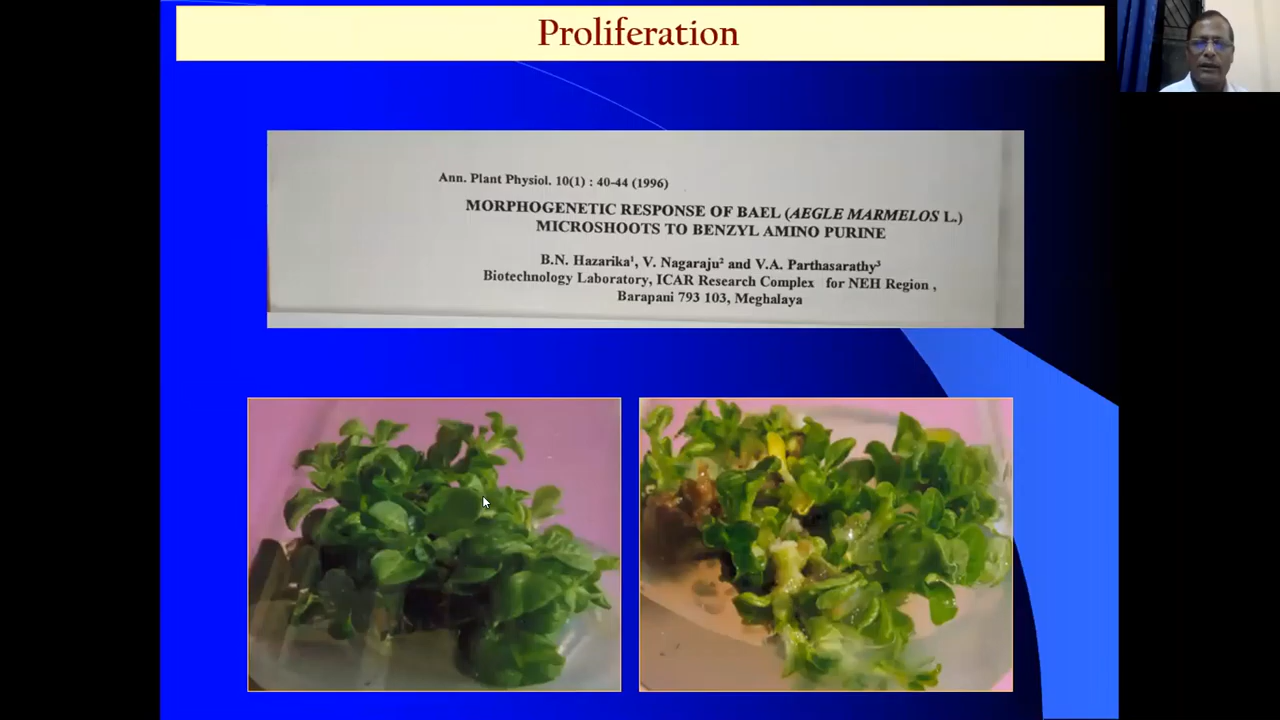 Proliferation
Ann. Plant Physiol. 10(1) : 40-44 (1996)
MORPHOGENETIC RESPONSE OF BAEL (AEGLE MARMELOS L.)
MICROSHOOTS TO BENZYL AMINO PURINE
B.N. Hazarika¹, V. Nagaraju² and V.A. Parthasarathy³
Biotechnology Laboratory, ICAR Research Complex for NEH Region ,
Barapani 793 103, Meghalaya